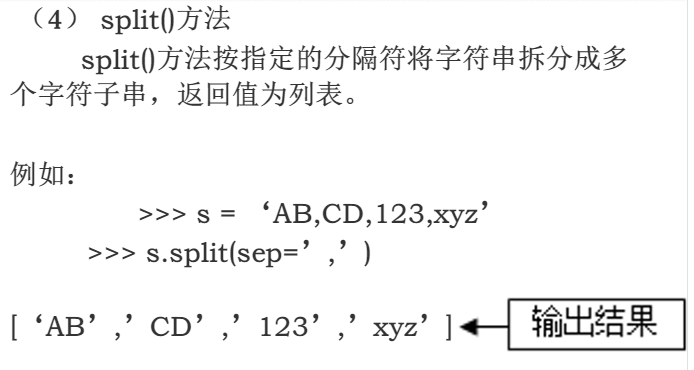 （4） split()方法
split()方法按指定的分隔符将字符串拆分成多
个字符子串，返回值为列表。
例如：
>>> s = ‘AB,CD,123,xyz’
>>> s.split(sep=’,’)
[‘AB’,’CD’,’123’,’xyz’] 输出结果